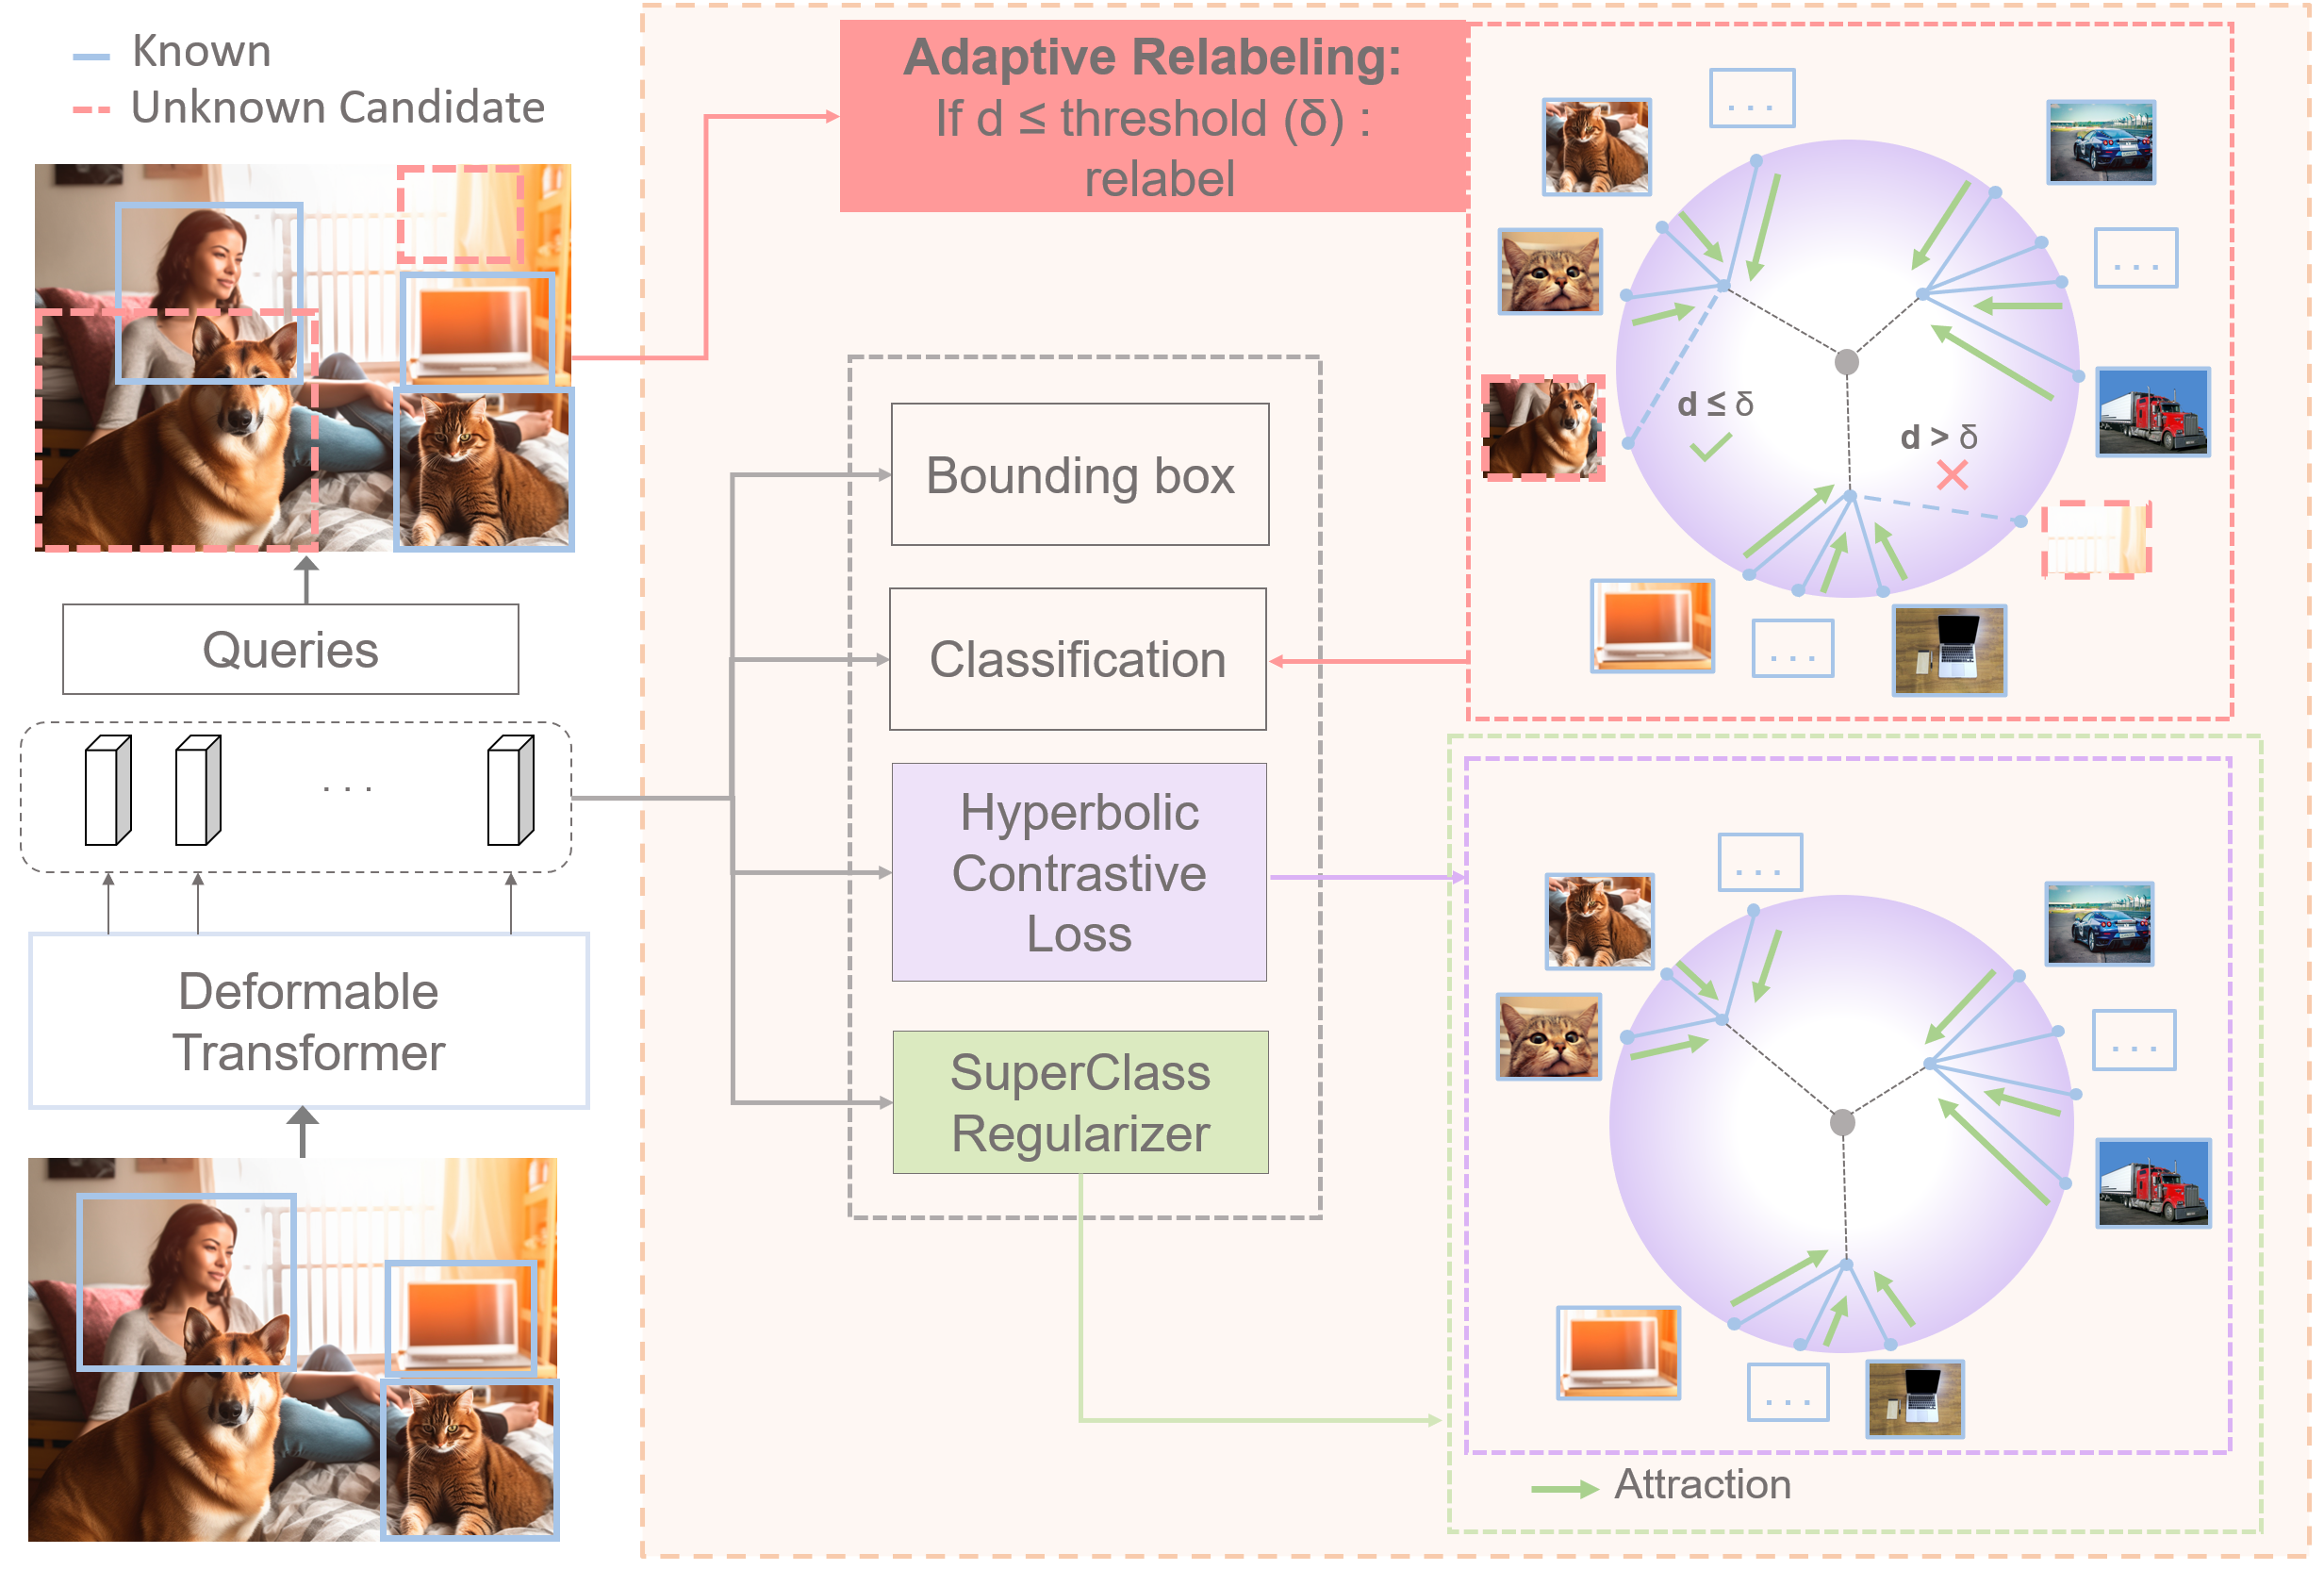 Known
Unknown Candidate
Queries
. . .
Deformable
Transformer
Adaptive Relabeling:
If d ≤ threshold (δ) :
relabel
Bounding box
Classification
Hyperbolic
Contrastive
Loss
SuperClass
Regularizer
. . .
. . .
d ≤ δ
d > δ
. . .
. . .
. . .
. . .
Attraction